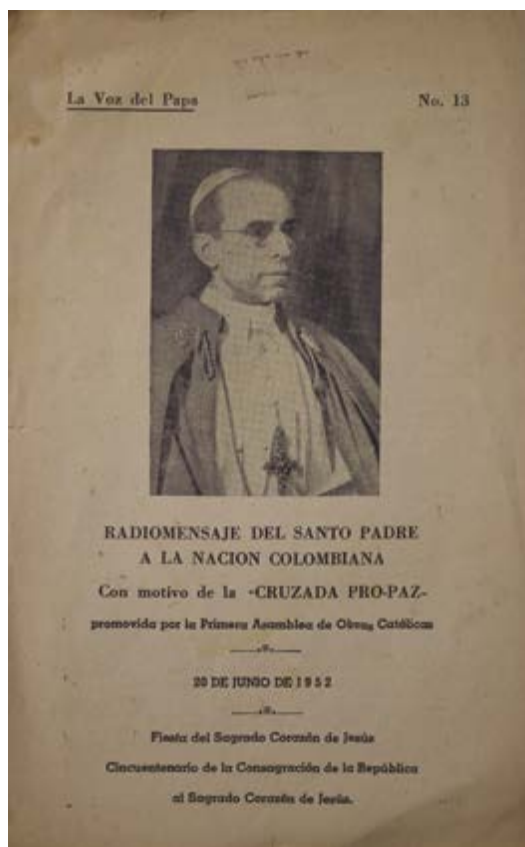 La Voz del Papa
No. 13
RADIOMENSAJE DEL SANTO PADRE
A LA NACION COLOMBIANA
Con motivo de la «CRUZADA PRO-PAZ»
promovida por la Primera Asamblea de Obras Católicas
20 DE JUNIO DE 1952
Fiesta del Sagrado Corazón de Jesús
Cincuentenario de la Consagración de la República
al Sagrado Corazón de Jesús.